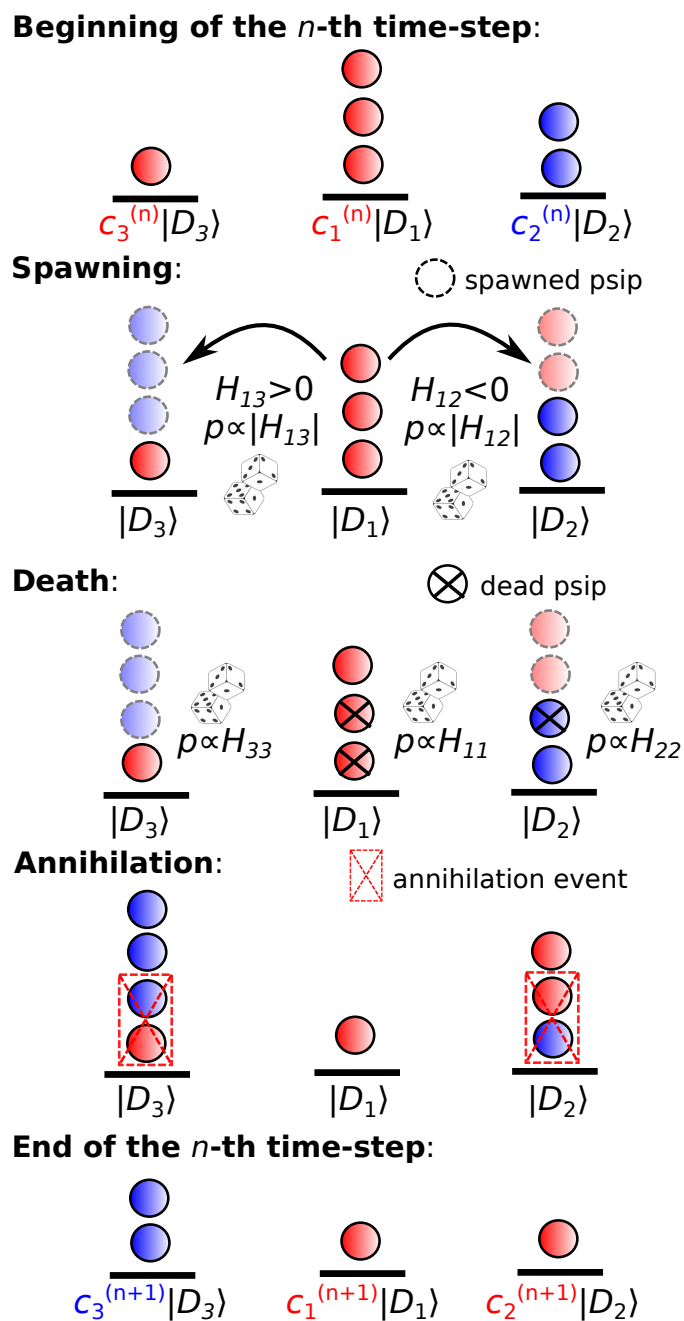 Beginning of the n-th time-step:
c₃⁽ⁿ⁾|D₃⟩ c₁⁽ⁿ⁾|D₁⟩ c₂⁽ⁿ⁾|D₂⟩
Spawning:
spawned psip
H₁₃>0 H₁₂<0
p∝|H₁₃| p∝|H₁₂|
|D₃⟩ |D₁⟩ |D₂⟩
Death:
dead psip
p∝H₃₃ p∝H₁₁ p∝H₂₂
|D₃⟩ |D₁⟩ |D₂⟩
Annihilation:
annihilation event
|D₃⟩ |D₁⟩ |D₂⟩
End of the n-th time-step:
c₃⁽ⁿ⁺¹⁾|D₃⟩ c₁⁽ⁿ⁺¹⁾|D₁⟩ c₂⁽ⁿ⁺¹⁾|D₂⟩